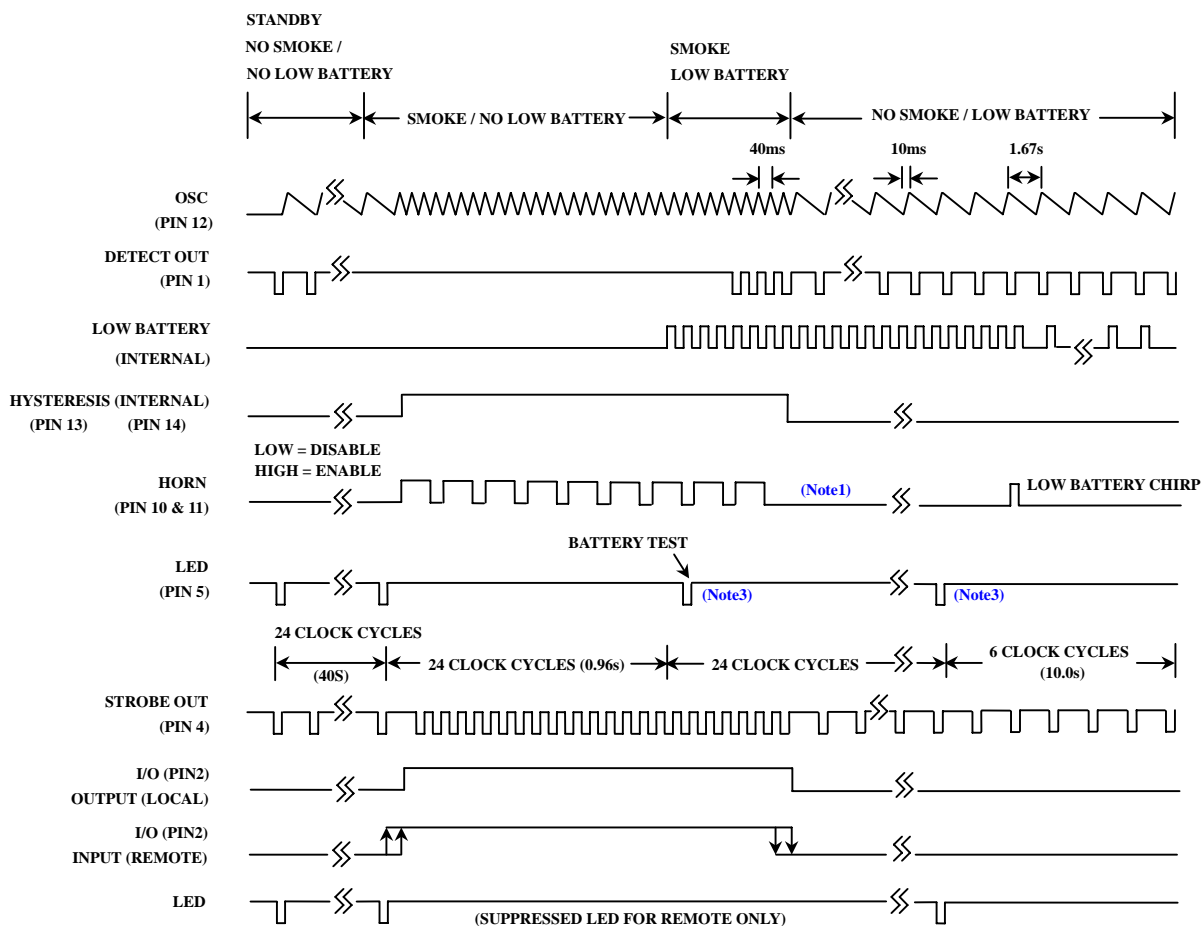 STANDBY
NO SMOKE /
NO LOW BATTERY
SMOKE
LOW BATTERY
SMOKE / NO LOW BATTERY
NO SMOKE / LOW BATTERY
40ms
10ms
1.67s
OSC
(PIN 12)
DETECT OUT
(PIN 1)
LOW BATTERY
(INTERNAL)
HYSTERESIS (INTERNAL)
(PIN 13) (PIN 14)
LOW = DISABLE
HIGH = ENABLE
HORN
(PIN 10 & 11)
(Note1)
LOW BATTERY CHIRP
BATTERY TEST
LED
(PIN 5)
(Note3)
(Note3)
24 CLOCK CYCLES
(40S)
24 CLOCK CYCLES (0.96s)
24 CLOCK CYCLES
6 CLOCK CYCLES
(10.0s)
STROBE OUT
(PIN 4)
I/O (PIN2)
OUTPUT (LOCAL)
I/O (PIN2)
INPUT (REMOTE)
LED
(SUPPRESSED LED FOR REMOTE ONLY)